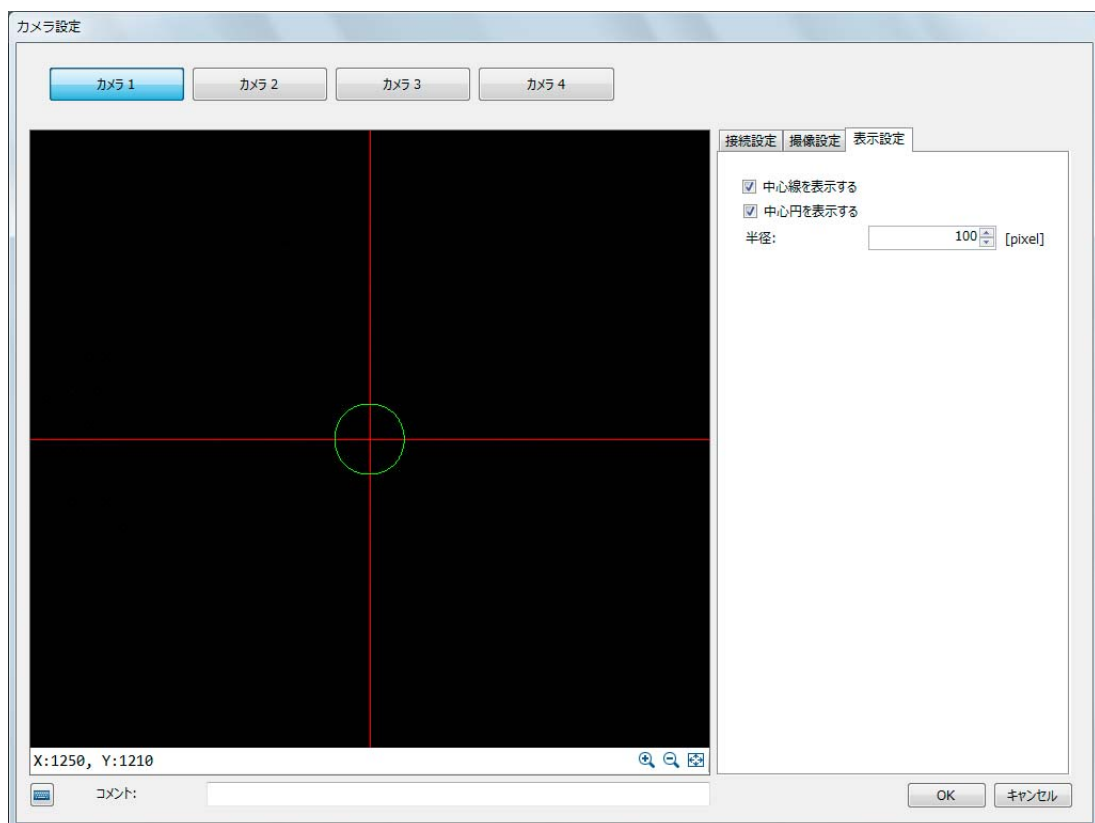 カメラ設定
カメラ 1 カメラ 2 カメラ 3 カメラ 4
接続設定 撮像設定 表示設定
中心線を表示する
中心円を表示する
半径: 100 [pixel]
X:1250, Y:1210
コメント: OK キャンセル